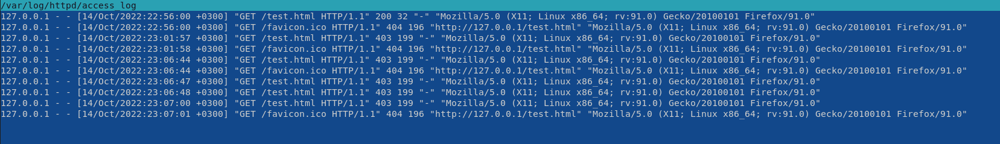 /var/log/httpd/access_log
127.0.0.1 - - [14/Oct/2022:22:56:00 +0300] "GET /test.html HTTP/1.1" 200 32 "-" "Mozilla/5.0 (X11; Linux x86_64; rv:91.0) Gecko/20100101 Firefox/91.0"
127.0.0.1 - - [14/Oct/2022:22:56:00 +0300] "GET /favicon.ico HTTP/1.1" 404 196 "http://127.0.0.1/test.html" "Mozilla/5.0 (X11; Linux x86_64; rv:91.0) Gecko/20100101 Firefox/91.0"
127.0.0.1 - - [14/Oct/2022:23:01:57 +0300] "GET /test.html HTTP/1.1" 403 199 "-" "Mozilla/5.0 (X11; Linux x86_64; rv:91.0) Gecko/20100101 Firefox/91.0"
127.0.0.1 - - [14/Oct/2022:23:01:58 +0300] "GET /favicon.ico HTTP/1.1" 404 196 "http://127.0.0.1/test.html" "Mozilla/5.0 (X11; Linux x86_64; rv:91.0) Gecko/20100101 Firefox/91.0"
127.0.0.1 - - [14/Oct/2022:23:06:44 +0300] "GET /test.html HTTP/1.1" 403 199 "-" "Mozilla/5.0 (X11; Linux x86_64; rv:91.0) Gecko/20100101 Firefox/91.0"
127.0.0.1 - - [14/Oct/2022:23:06:44 +0300] "GET /favicon.ico HTTP/1.1" 404 196 "http://127.0.0.1/test.html" "Mozilla/5.0 (X11; Linux x86_64; rv:91.0) Gecko/20100101 Firefox/91.0"
127.0.0.1 - - [14/Oct/2022:23:06:47 +0300] "GET /test.html HTTP/1.1" 403 199 "-" "Mozilla/5.0 (X11; Linux x86_64; rv:91.0) Gecko/20100101 Firefox/91.0"
127.0.0.1 - - [14/Oct/2022:23:06:48 +0300] "GET /test.html HTTP/1.1" 403 199 "-" "Mozilla/5.0 (X11; Linux x86_64; rv:91.0) Gecko/20100101 Firefox/91.0"
127.0.0.1 - - [14/Oct/2022:23:07:00 +0300] "GET /test.html HTTP/1.1" 403 199 "-" "Mozilla/5.0 (X11; Linux x86_64; rv:91.0) Gecko/20100101 Firefox/91.0"
127.0.0.1 - - [14/Oct/2022:23:07:01 +0300] "GET /favicon.ico HTTP/1.1" 404 196 "http://127.0.0.1/test.html" "Mozilla/5.0 (X11; Linux x86_64; rv:91.0) Gecko/20100101 Firefox/91.0"